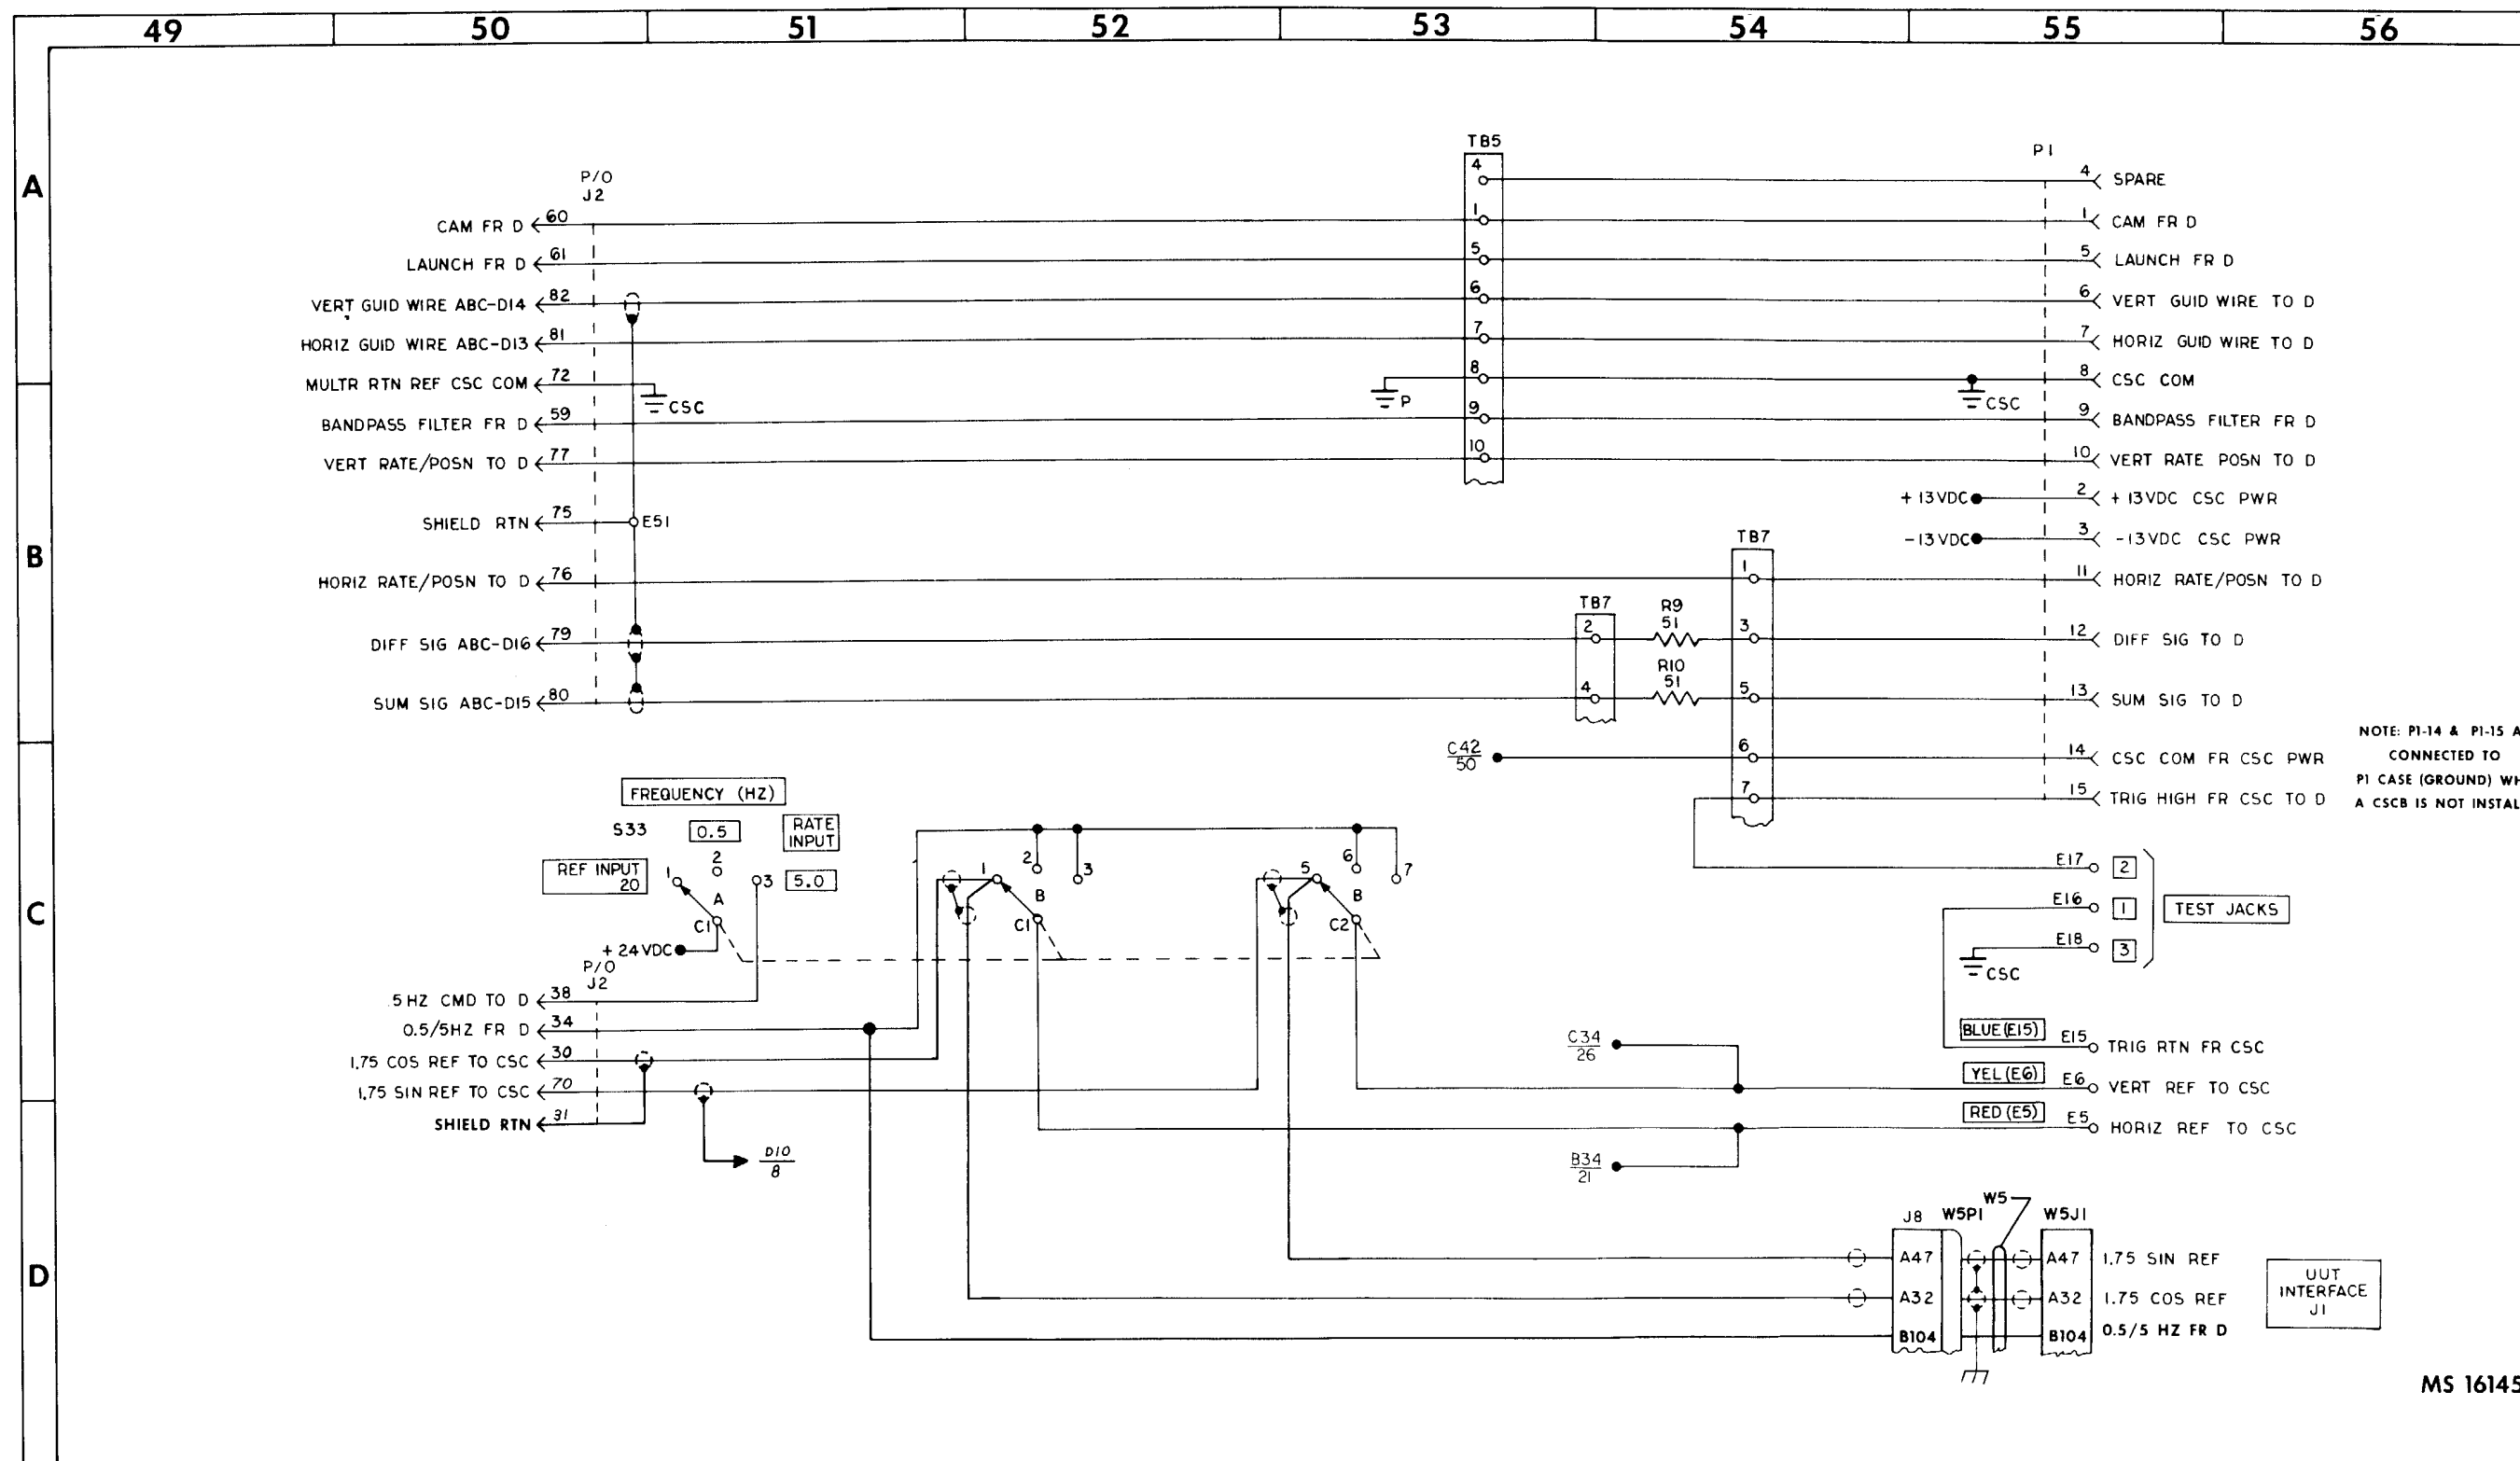 49 50 51 52 53 54 55 56
A
B
C
D
P/O
J2
CAM FR D 60
LAUNCH FR D 61
VERT GUID WIRE ABC-D14 82
HORIZ GUID WIRE ABC-D13 81
MULTR RTN REF CSC COM 72
CSC
BANDPASS FILTER FR D 59
VERT RATE/POSN TO D 77
SHIELD RTN 75
E51
HORIZ RATE/POSN TO D 76
DIFF SIG ABC-D16 79
SUM SIG ABC-D15 80
TB5
4
1
5
6
7
8
9
10
P
CSC
P1
4 SPARE
1 CAM FR D
5 LAUNCH FR D
6 VERT GUID WIRE TO D
7 HORIZ GUID WIRE TO D
8 CSC COM
9 BANDPASS FILTER FR D
10 VERT RATE POSN TO D
+13VDC 2 +13VDC CSC PWR
-13VDC 3 -13VDC CSC PWR
11 HORIZ RATE/POSN TO D
12 DIFF SIG TO D
13 SUM SIG TO D
14 CSC COM FR CSC PWR
15 TRIG HIGH FR CSC TO D
TB7
1
3
5
6
7
TB7
2
4
R9
51
R10
51
C42
50
NOTE: P1-14 & P1-15 A
CONNECTED TO
P1 CASE (GROUND) WH
A CSCB IS NOT INSTAL
FREQUENCY (HZ)
S33
0.5
RATE
INPUT
REF INPUT
20
1
2
3
5.0
A
C1
+24VDC
1
2
3
B
C1
5
6
7
B
C2
P/O
J2
5HZ CMD TO D 38
0.5/5HZ FR D 34
1.75 COS REF TO CSC 30
1.75 SIN REF TO CSC 70
SHIELD RTN 31
D10
8
E17 2
E16 1
E18 3
TEST JACKS
CSC
C34
26
B34
21
BLUE(E15) E15 TRIG RTN FR CSC
YEL(E6) E6 VERT REF TO CSC
RED(E5) E5 HORIZ REF TO CSC
J8 W5P1 W5 W5J1
A47 A47 1.75 SIN REF
A32 A32 1.75 COS REF
B104 B104 0.5/5 HZ FR D
UUT
INTERFACE
J1
MS 16145